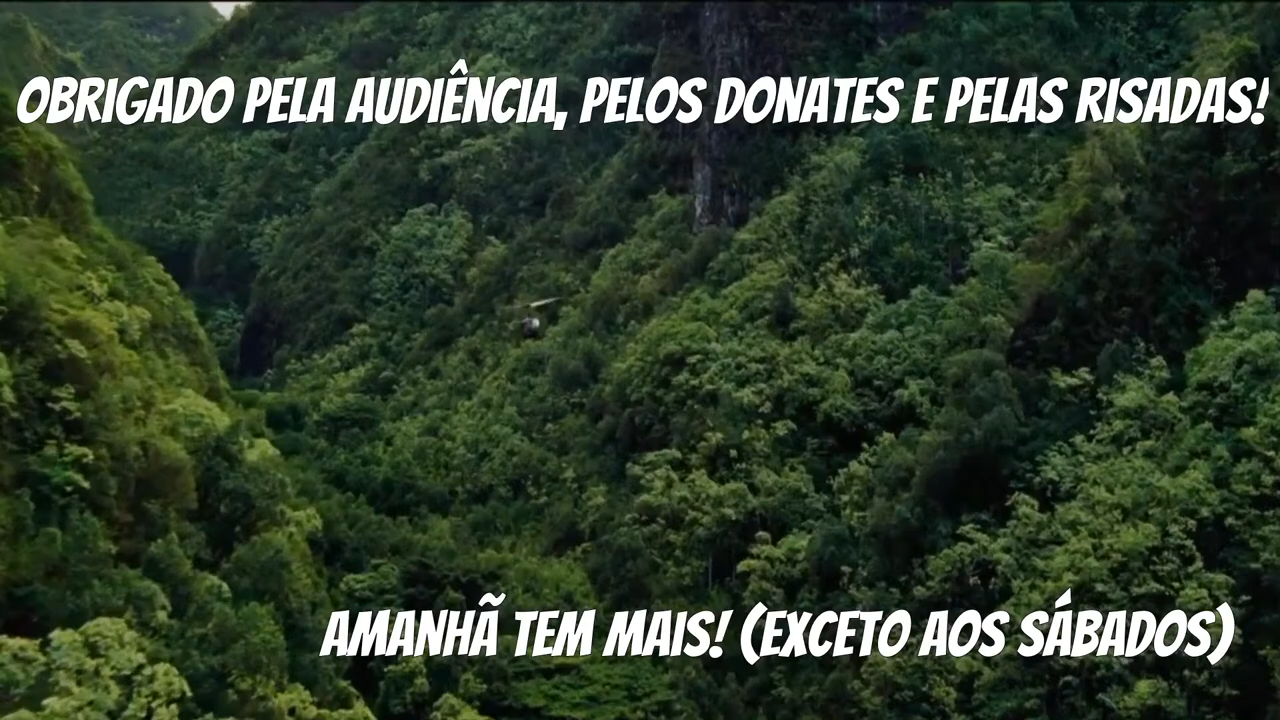 OBRIGADO PELA AUDIÊNCIA, PELOS DONATES E PELAS RISADAS!
AMANHÃ TEM MAIS! (EXCETO AOS SÁBADOS)